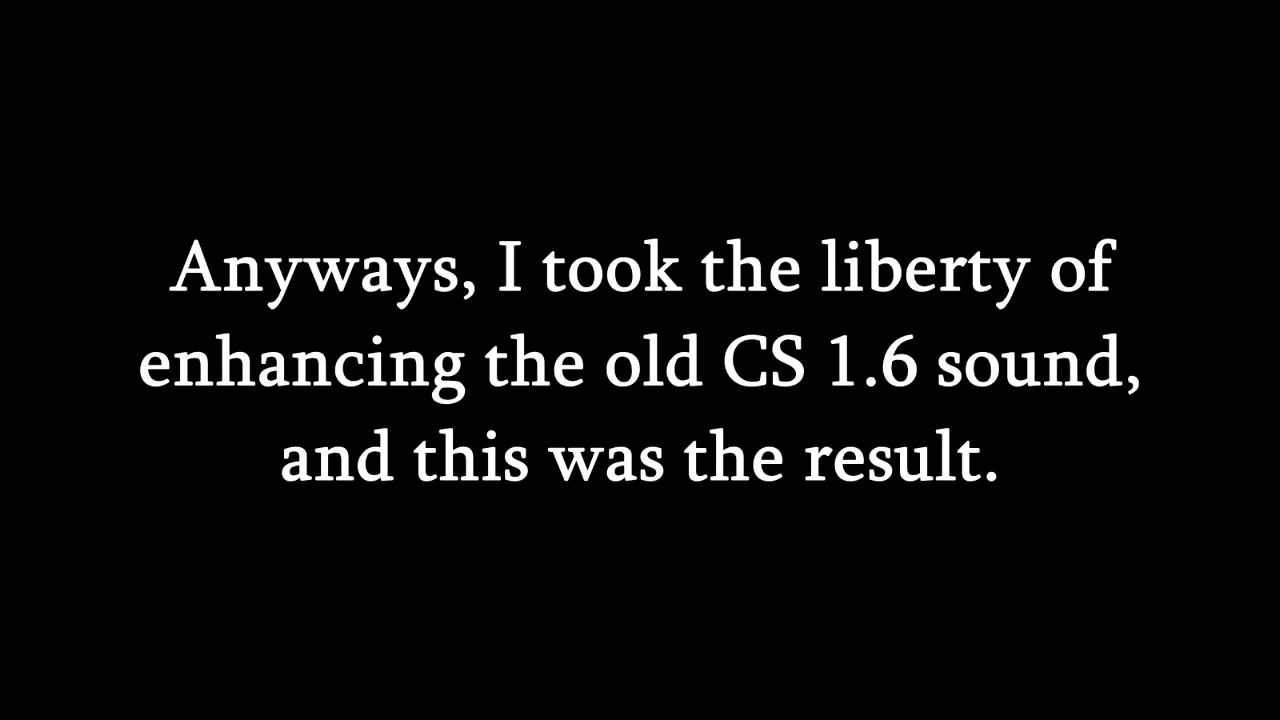 Anyways, I took the liberty of
enhancing the old CS 1.6 sound,
and this was the result.